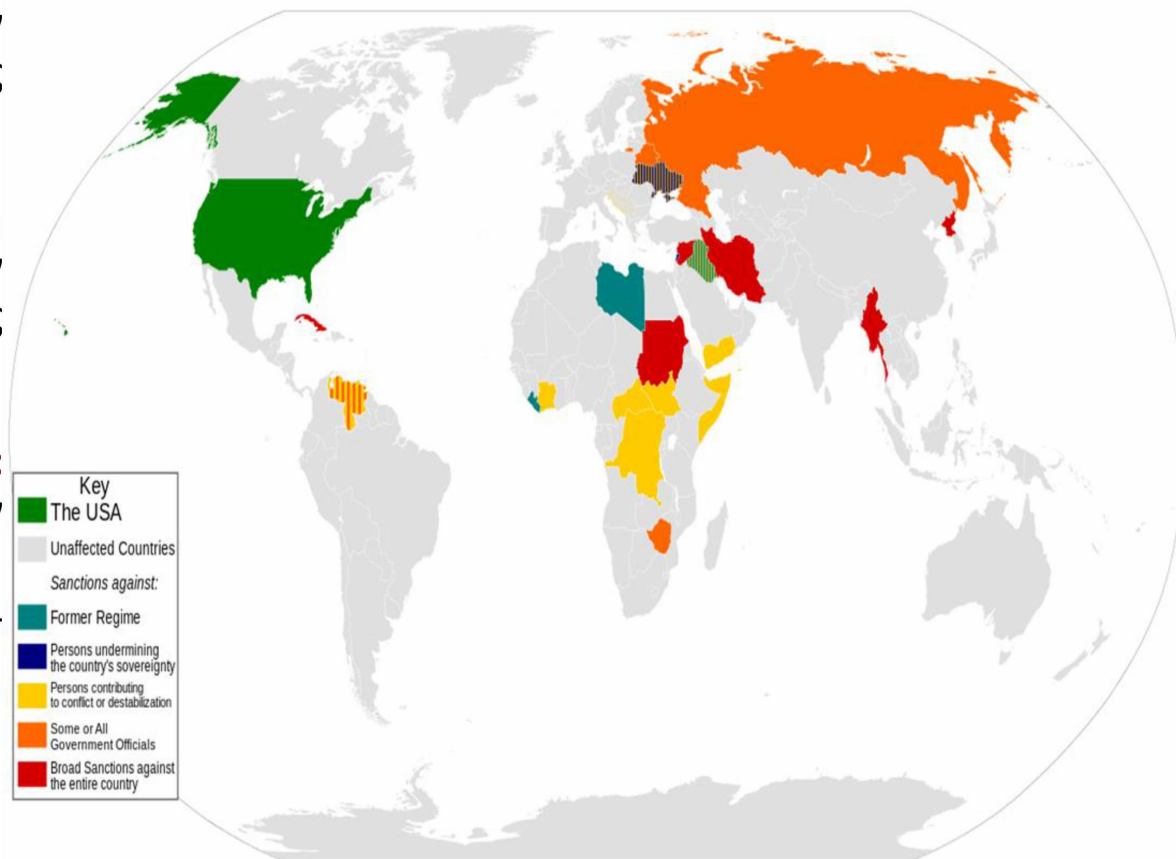 Key
The USA
Unaffected Countries
Sanctions against:
Former Regime
Persons undermining
the country's sovereignty
Persons contributing
to conflict or destabilization
Some or All
Government Officials
Broad Sanctions against
the entire country